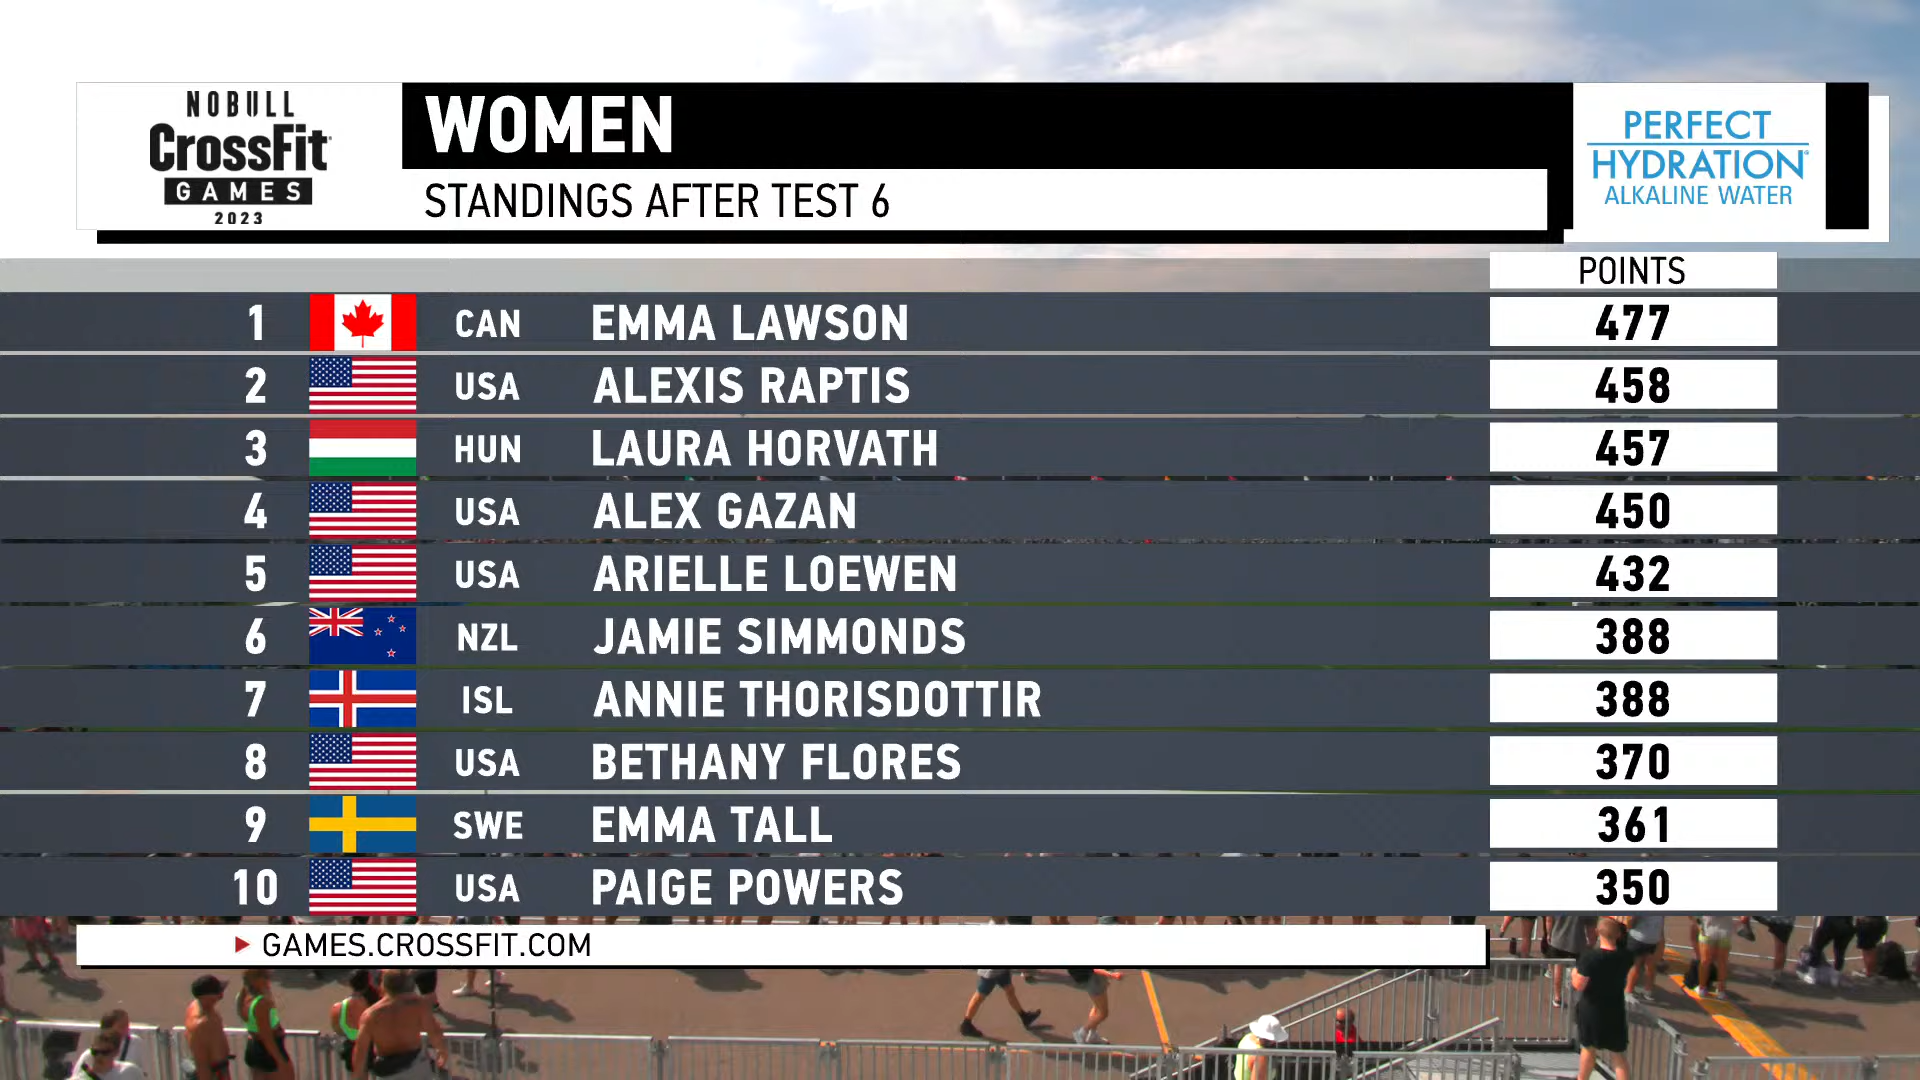 NOBULL
CrossFit
GAMES
2023
WOMEN
STANDINGS AFTER TEST 6
PERFECT
HYDRATION
ALKALINE WATER
POINTS
1 CAN EMMA LAWSON 477
2 USA ALEXIS RAPTIS 458
3 HUN LAURA HORVATH 457
4 USA ALEX GAZAN 450
5 USA ARIELLE LOEWEN 432
6 NZL JAMIE SIMMONDS 388
7 ISL ANNIE THORISDOTTIR 388
8 USA BETHANY FLORES 370
9 SWE EMMA TALL 361
10 USA PAIGE POWERS 350
GAMES.CROSSFIT.COM